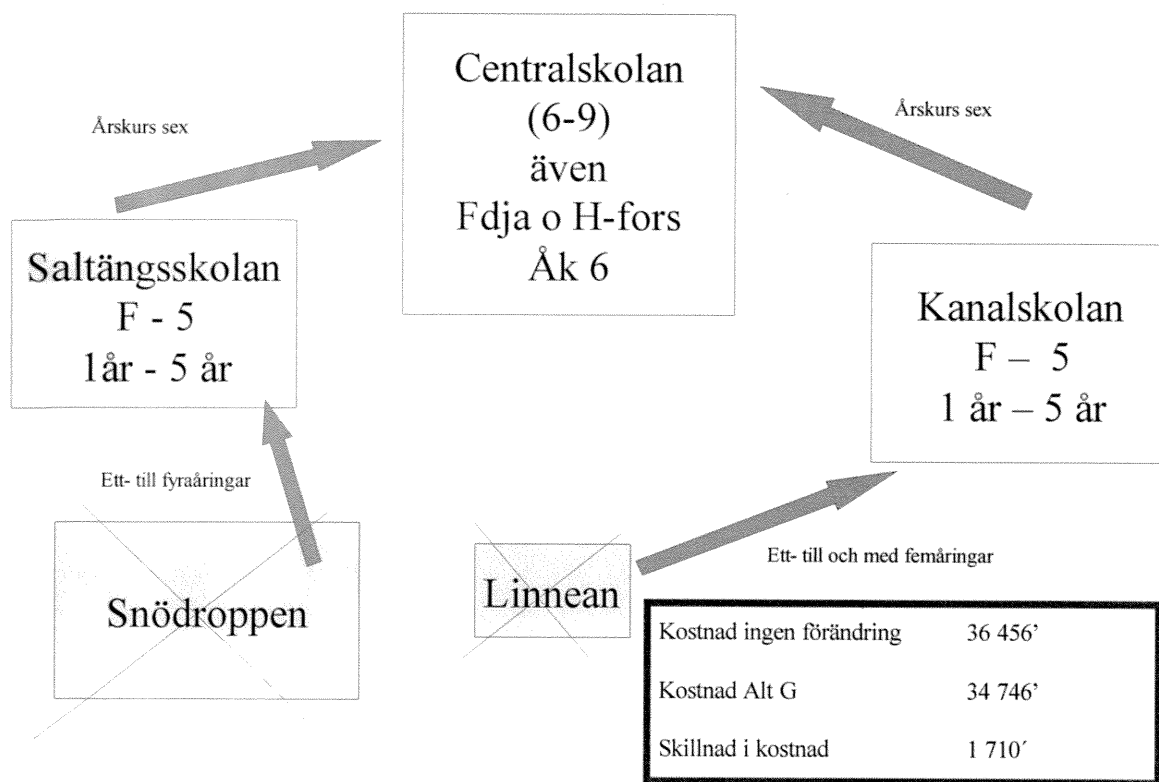 Centralskolan
(6-9)
även
Fdja o H-fors
Åk 6
Årskurs sex
Årskurs sex
Saltängsskolan
F - 5
1år - 5 år
Kanalskolan
F – 5
1 år – 5 år
Ett- till fyraåringar
Ett- till och med femåringar
Snödroppen
Linnean
Kostnad ingen förändring 36 456’
Kostnad Alt G 34 746’
Skillnad i kostnad 1 710´